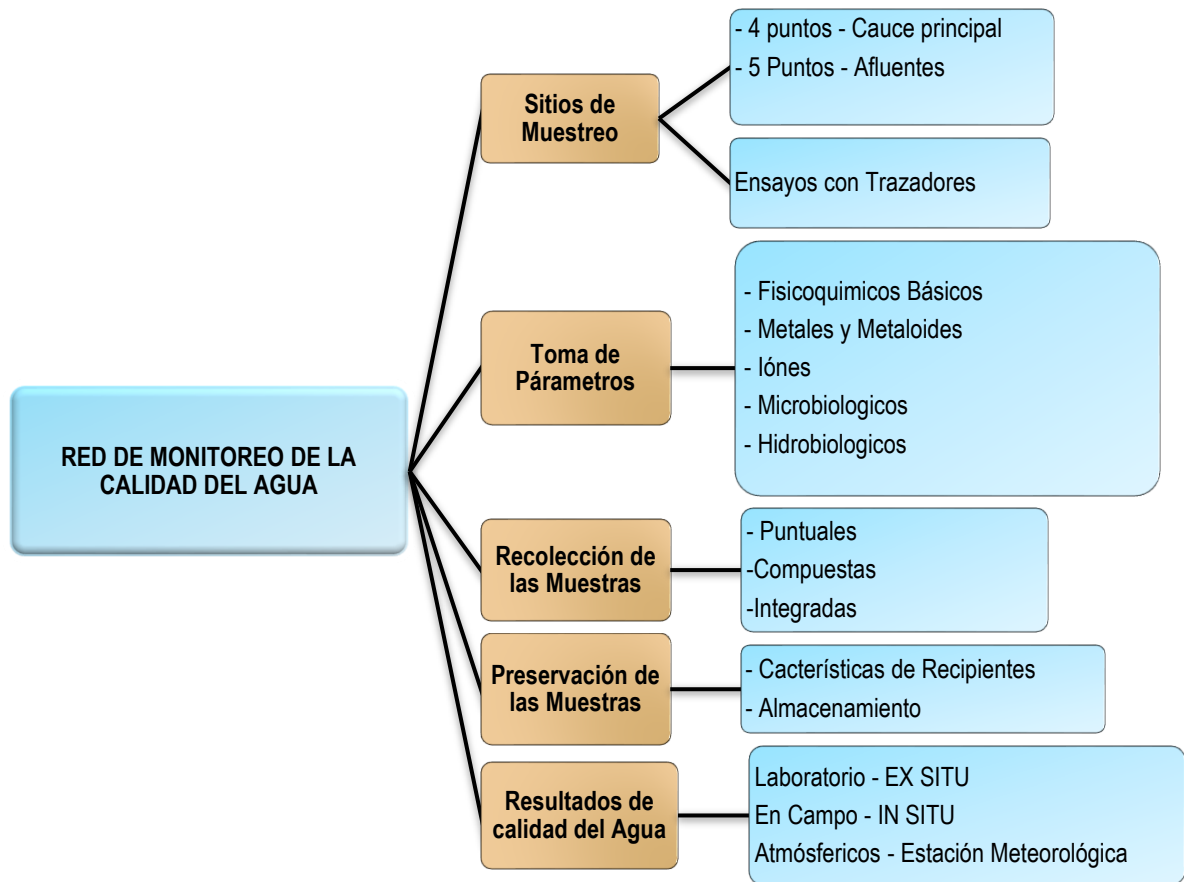 RED DE MONITOREO DE LA
CALIDAD DEL AGUA
Sitios de
Muestreo
- 4 puntos - Cauce principal
- 5 Puntos - Afluentes
Ensayos con Trazadores
Toma de
Párametros
- Fisicoquimicos Básicos
- Metales y Metaloides
- Iónes
- Microbiologicos
- Hidrobiologicos
Recolección de
las Muestras
- Puntuales
-Compuestas
-Integradas
Preservación de
las Muestras
- Cacterísticas de Recipientes
- Almacenamiento
Resultados de
calidad del Agua
Laboratorio - EX SITU
En Campo - IN SITU
Atmósfericos - Estación Meteorológica